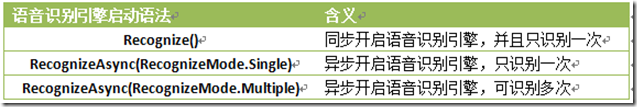 语音识别引擎启动语法 含义
Recognize() 同步开启语音识别引擎，并且只识别一次
RecognizeAsync(RecognizeMode.Single) 异步开启语音识别引擎，只识别一次
RecognizeAsync(RecognizeMode.Multiple) 异步开启语音识别引擎，可识别多次